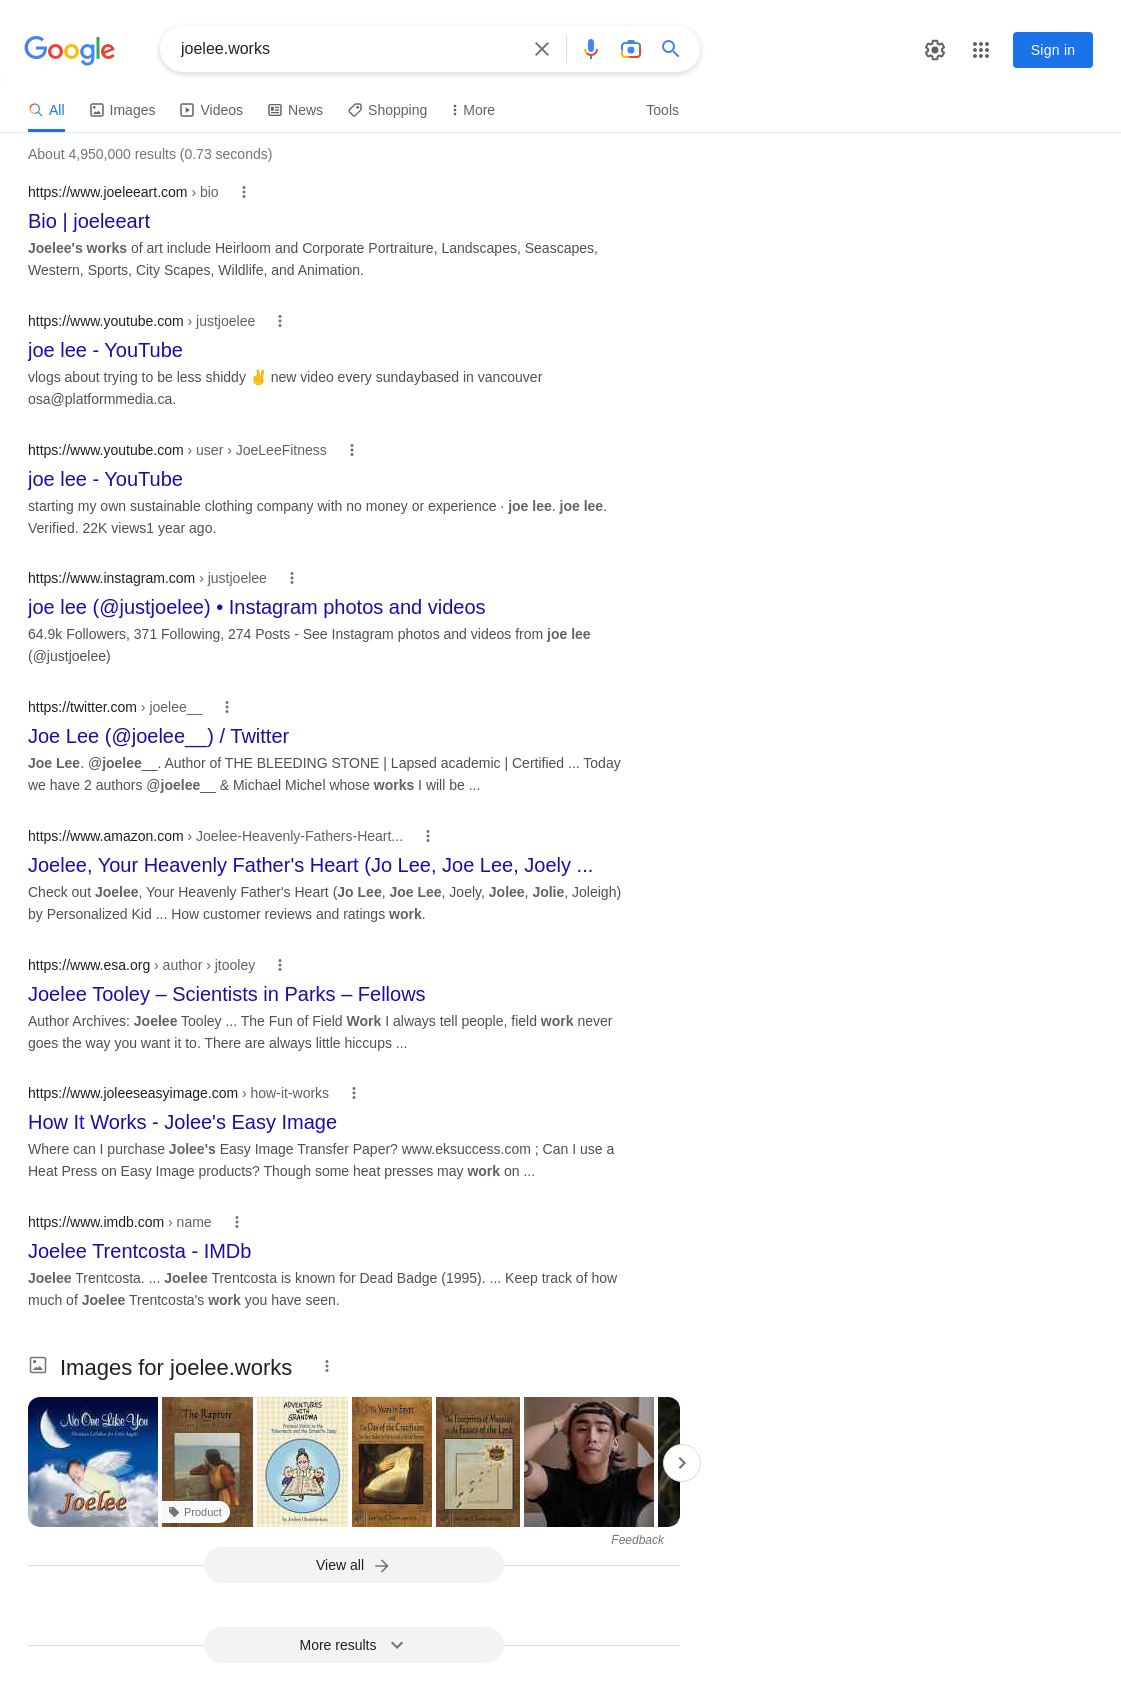 Google
joelee.works
Sign in
All Images Videos News Shopping More Tools
About 4,950,000 results (0.73 seconds)
https://www.joeleeart.com › bio
Bio | joeleeart
Joelee's works of art include Heirloom and Corporate Portraiture, Landscapes, Seascapes,
Western, Sports, City Scapes, Wildlife, and Animation.
https://www.youtube.com › justjoelee
joe lee - YouTube
vlogs about trying to be less shiddy ✌️ new video every sundaybased in vancouver
osa@platformmedia.ca.
https://www.youtube.com › user › JoeLeeFitness
joe lee - YouTube
starting my own sustainable clothing company with no money or experience · joe lee. joe lee.
Verified. 22K views1 year ago.
https://www.instagram.com › justjoelee
joe lee (@justjoelee) • Instagram photos and videos
64.9k Followers, 371 Following, 274 Posts - See Instagram photos and videos from joe lee
(@justjoelee)
https://twitter.com › joelee__
Joe Lee (@joelee__) / Twitter
Joe Lee. @joelee__. Author of THE BLEEDING STONE | Lapsed academic | Certified ... Today
we have 2 authors @joelee__ & Michael Michel whose works I will be ...
https://www.amazon.com › Joelee-Heavenly-Fathers-Heart...
Joelee, Your Heavenly Father's Heart (Jo Lee, Joe Lee, Joely ...
Check out Joelee, Your Heavenly Father's Heart (Jo Lee, Joe Lee, Joely, Jolee, Jolie, Joleigh)
by Personalized Kid ... How customer reviews and ratings work.
https://www.esa.org › author › jtooley
Joelee Tooley – Scientists in Parks – Fellows
Author Archives: Joelee Tooley ... The Fun of Field Work I always tell people, field work never
goes the way you want it to. There are always little hiccups ...
https://www.joleeseasyimage.com › how-it-works
How It Works - Jolee's Easy Image
Where can I purchase Jolee's Easy Image Transfer Paper? www.eksuccess.com ; Can I use a
Heat Press on Easy Image products? Though some heat presses may work on ...
https://www.imdb.com › name
Joelee Trentcosta - IMDb
Joelee Trentcosta. ... Joelee Trentcosta is known for Dead Badge (1995). ... Keep track of how
much of Joelee Trentcosta's work you have seen.
Images for joelee.works
No One Like You
Joelee
The Rapture
Product
ADVENTURES
WITH
GRANDMA
The Years in Egypt
and
The Day of the Crucifixion
The Footprints of Messiah
in the Feasts of the Lord
Feedback
View all
More results